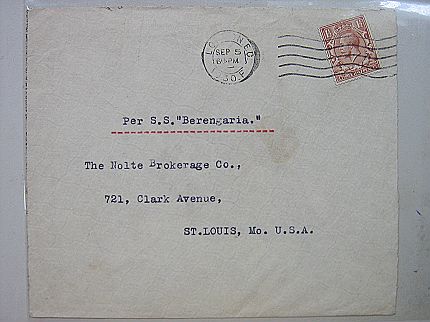 SEP 5
Per S.S."Berengaria."
The Nolte Brokerage Co.,
721, Clark Avenue,
ST.LOUIS, Mo. U.S.A.